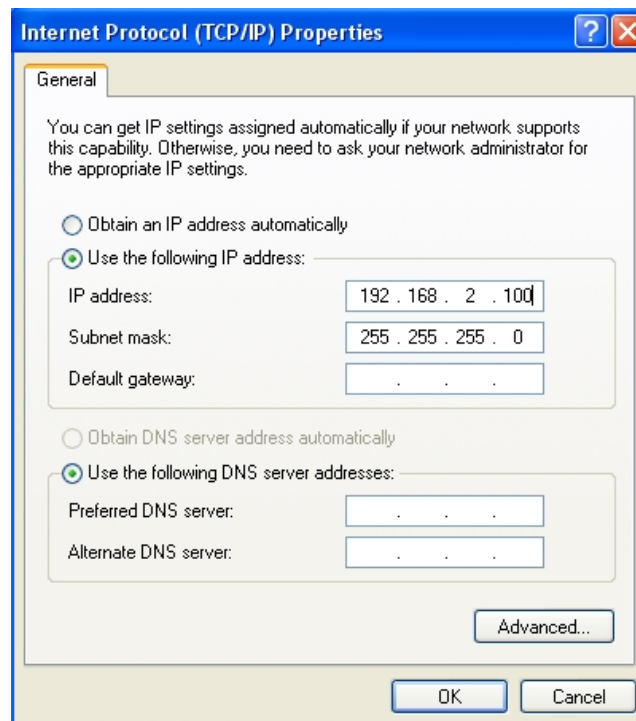 Internet Protocol (TCP/IP) Properties
General
You can get IP settings assigned automatically if your network supports
this capability. Otherwise, you need to ask your network administrator for
the appropriate IP settings.
Obtain an IP address automatically
Use the following IP address:
IP address: 192 . 168 . 2 . 100
Subnet mask: 255 . 255 . 255 . 0
Default gateway: . . .
Obtain DNS server address automatically
Use the following DNS server addresses:
Preferred DNS server: . . .
Alternate DNS server: . . .
Advanced...
OK Cancel